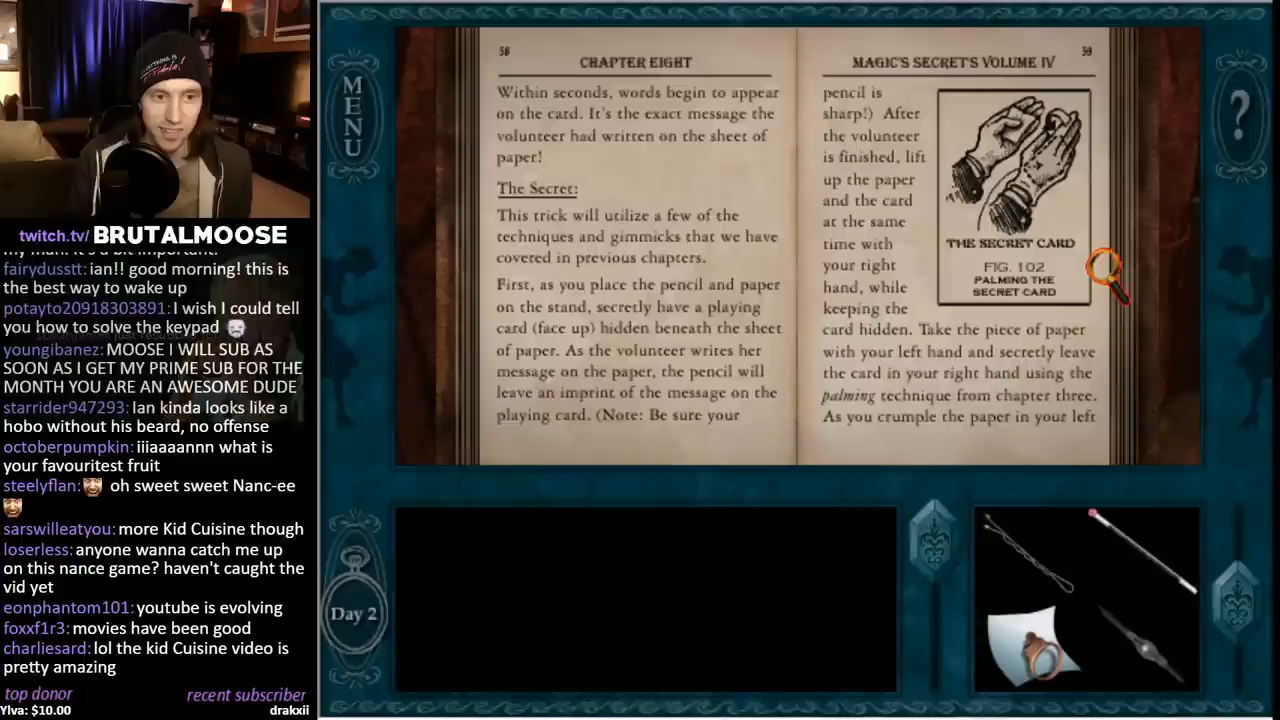 TERRIBLE!
twitch.tv/ BRUTALMOOSE
fairydusstt: ian!! good morning! this is
the best way to wake up
potayto20918303891: I wish I could tell
you how to solve the keypad
youngibanez: MOOSE I WILL SUB AS
SOON AS I GET MY PRIME SUB FOR THE
MONTH YOU ARE AN AWESOME DUDE
starrider947293: Ian kinda looks like a
hobo without his beard, no offense
octoberpumpkin: iiiaaaannn what is
your favouritest fruit
steelyflan: oh sweet sweet Nanc-ee
sarswilleatyou: more Kid Cuisine though
loserless: anyone wanna catch me up
on this nance game? haven't caught the
vid yet
eonphantom101: youtube is evolving
foxxf1r3: movies have been good
charliesard: lol the kid Cuisine video is
pretty amazing
top donor
recent subscriber
Ylva: $10.00
drakxii
MENU
58
CHAPTER EIGHT
Within seconds, words begin to appear
on the card. It's the exact message the
volunteer had written on the sheet of
paper!
The Secret:
This trick will utilize a few of the
techniques and gimmicks that we have
covered in previous chapters.
First, as you place the pencil and paper
on the stand, secretly have a playing
card (face up) hidden beneath the sheet
of paper. As the volunteer writes her
message on the paper, the pencil will
leave an imprint of the message on the
playing card. (Note: Be sure your
59
MAGIC'S SECRET'S VOLUME IV
pencil is
sharp!) After
the volunteer
is finished, lift
up the paper
and the card
at the same
time with
your right
hand, while
keeping the
card hidden. Take the piece of paper
with your left hand and secretly leave
the card in your right hand using the
palming technique from chapter three.
As you crumple the paper in your left
THE SECRET CARD
FIG. 102
PALMING THE
SECRET CARD
?
Day 2